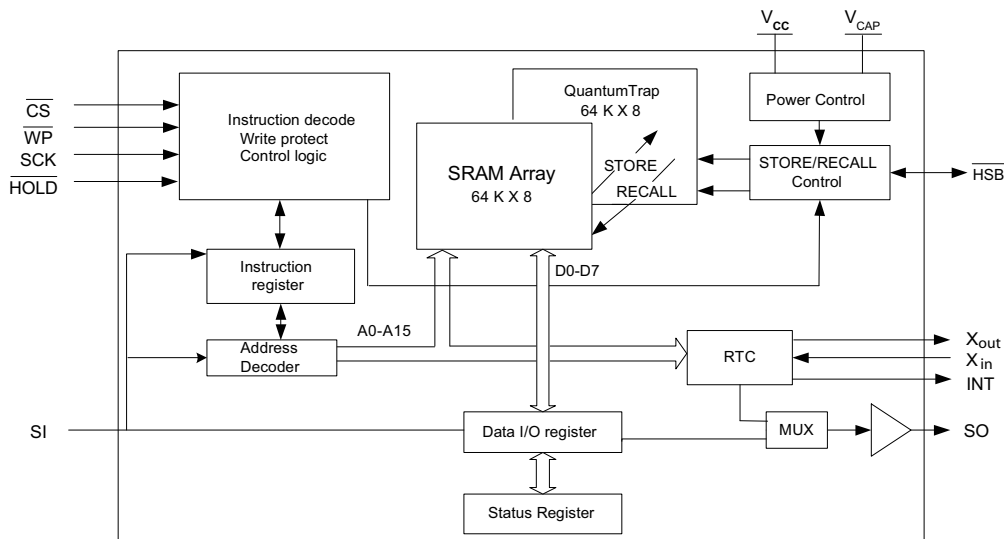 V_CC
V_CAP
QuantumTrap
64 K X 8
Power Control
CS
WP
SCK
HOLD
Instruction decode
Write protect
Control logic
SRAM Array
64 K X 8
STORE
RECALL
STORE/RECALL
Control
HSB
Instruction
register
D0-D7
A0-A15
Address
Decoder
RTC
X_out
X_in
INT
SI
Data I/O register
MUX
SO
Status Register